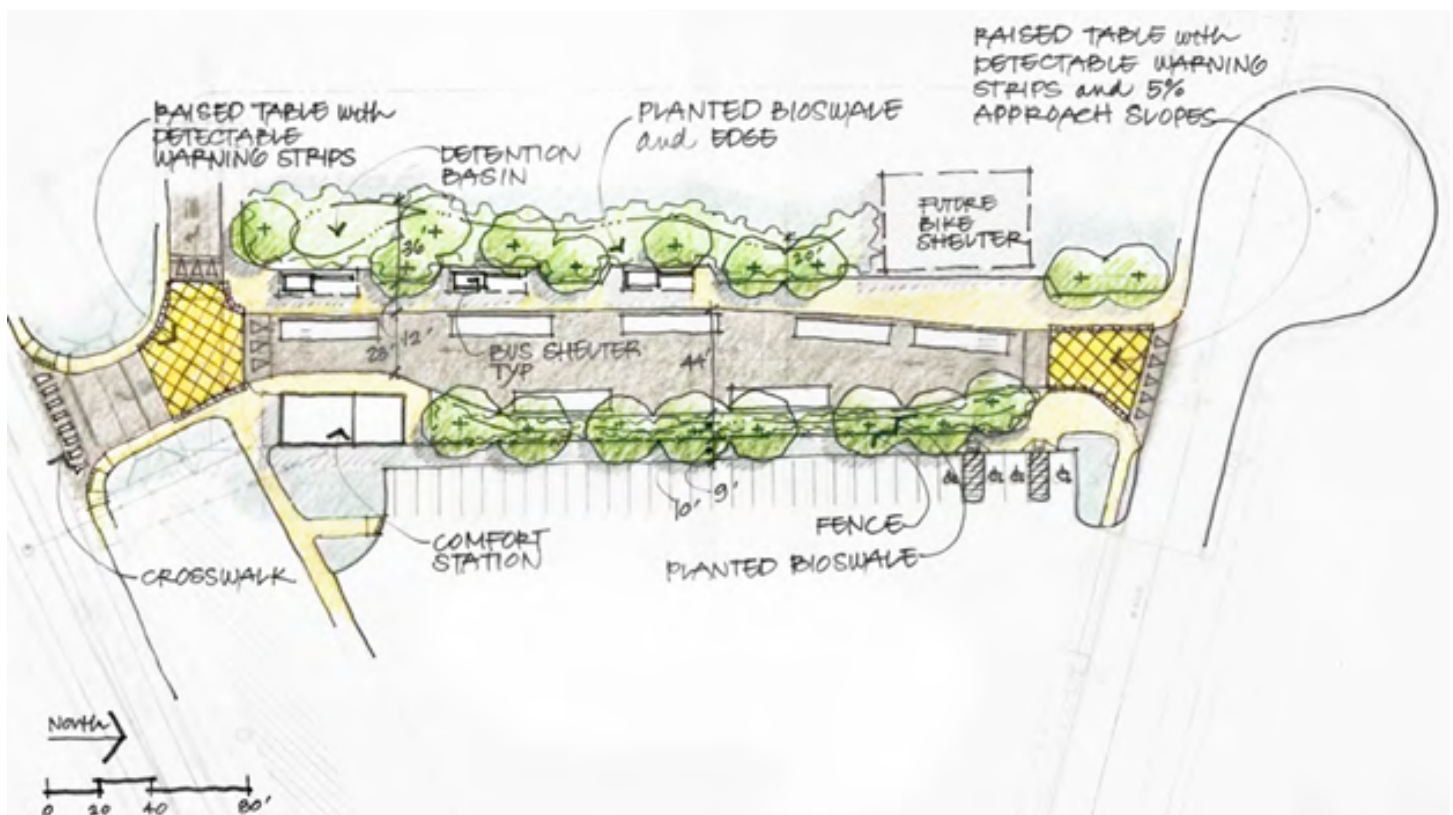 RAISED TABLE with
DETECTABLE WARNING
STRIPS and 5%
APPROACH SLOPES
RAISED TABLE with
DETECTABLE
WARNING STRIPS
DETENTION
BASIN
PLANTED BIOSWALE
and EDGE
FUTURE
BIKE
SHELTER
36
20
28'
12'
BUS SHELTER
TYP
44'
10'
9'
FENCE
PLANTED BIOSWALE
COMFORT
STATION
CROSSWALK
North
0 20 40 80'